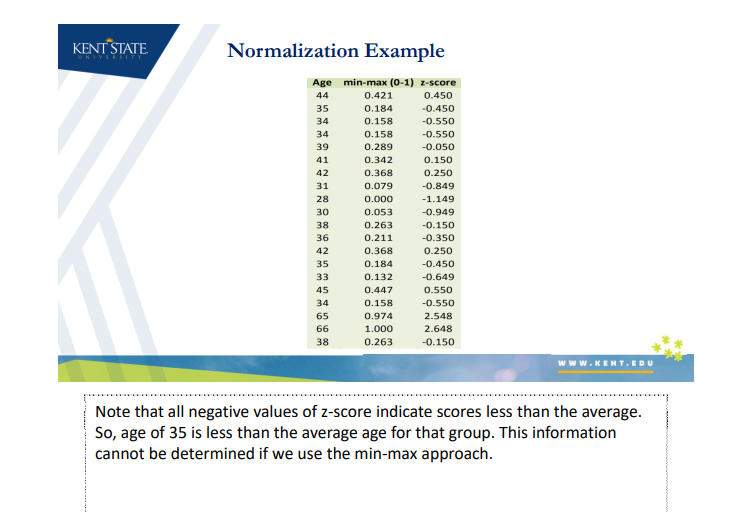 KENT STATE
UNIVERSITY
Normalization Example
Age min-max (0-1) z-score
44 0.421 0.450
35 0.184 -0.450
34 0.158 -0.550
34 0.158 -0.550
39 0.289 -0.050
41 0.342 0.150
42 0.368 0.250
31 0.079 -0.849
28 0.000 -1.149
30 0.053 -0.949
38 0.263 -0.150
36 0.211 -0.350
42 0.368 0.250
35 0.184 -0.450
33 0.132 -0.649
45 0.447 0.550
34 0.158 -0.550
65 0.974 2.548
66 1.000 2.648
38 0.263 -0.150
WWW.KENT.EDU
Note that all negative values of z-score indicate scores less than the average.
So, age of 35 is less than the average age for that group. This information
cannot be determined if we use the min-max approach.